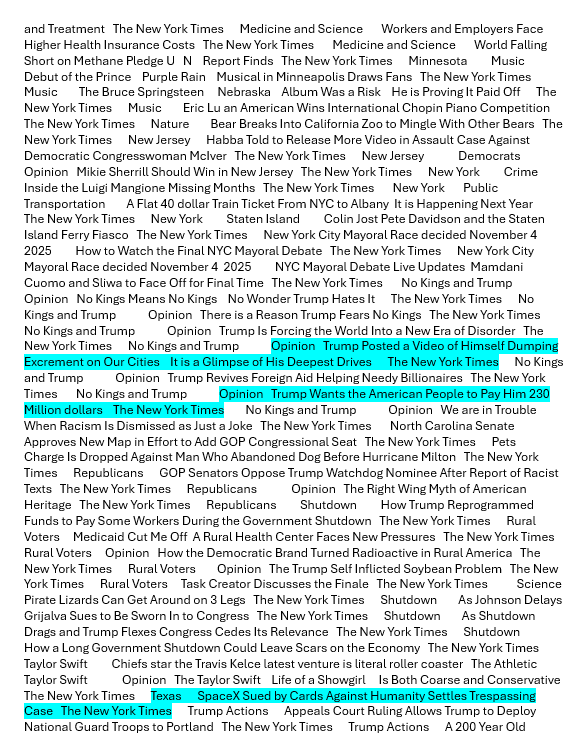 and Treatment The New York Times Medicine and Science Workers and Employers Face
Higher Health Insurance Costs The New York Times Medicine and Science World Falling
Short on Methane Pledge U N Report Finds The New York Times Minnesota Music
Debut of the Prince Purple Rain Musical in Minneapolis Draws Fans The New York Times
Music The Bruce Springsteen Nebraska Album Was a Risk He is Proving It Paid Off The
New York Times Music Eric Lu an American Wins International Chopin Piano Competition
The New York Times Nature Bear Breaks Into California Zoo to Mingle With Other Bears The
New York Times New Jersey Habba Told to Release More Video in Assault Case Against
Democratic Congresswoman McIver The New York Times New Jersey Democrats
Opinion Mikie Sherrill Should Win in New Jersey The New York Times New York Crime
Inside the Luigi Mangione Missing Months The New York Times New York Public
Transportation A Flat 40 dollar Train Ticket From NYC to Albany It is Happening Next Year
The New York Times New York Staten Island Colin Jost Pete Davidson and the Staten
Island Ferry Fiasco The New York Times New York City Mayoral Race decided November 4
2025 How to Watch the Final NYC Mayoral Debate The New York Times New York City
Mayoral Race decided November 4 2025 NYC Mayoral Debate Live Updates Mamdani
Cuomo and Sliwa to Face Off for Final Time The New York Times No Kings and Trump
Opinion No Kings Means No Kings No Wonder Trump Hates It The New York Times No
Kings and Trump Opinion There is a Reason Trump Fears No Kings The New York Times
No Kings and Trump Opinion Trump Is Forcing the World Into a New Era of Disorder The
New York Times No Kings and Trump Opinion Trump Posted a Video of Himself Dumping
Excrement on Our Cities It is a Glimpse of His Deepest Drives The New York Times No Kings
and Trump Opinion Trump Revives Foreign Aid Helping Needy Billionaires The New York
Times No Kings and Trump Opinion Trump Wants the American People to Pay Him 230
Million dollars The New York Times No Kings and Trump Opinion We are in Trouble
When Racism Is Dismissed as Just a Joke The New York Times North Carolina Senate
Approves New Map in Effort to Add GOP Congressional Seat The New York Times Pets
Charge Is Dropped Against Man Who Abandoned Dog Before Hurricane Milton The New York
Times Republicans GOP Senators Oppose Trump Watchdog Nominee After Report of Racist
Texts The New York Times Republicans Opinion The Right Wing Myth of American
Heritage The New York Times Republicans Shutdown How Trump Reprogrammed
Funds to Pay Some Workers During the Government Shutdown The New York Times Rural
Voters Medicaid Cut Me Off A Rural Health Center Faces New Pressures The New York Times
Rural Voters Opinion How the Democratic Brand Turned Radioactive in Rural America The
New York Times Rural Voters Opinion The Trump Self Inflicted Soybean Problem The New
York Times Rural Voters Task Creator Discusses the Finale The New York Times Science
Pirate Lizards Can Get Around on 3 Legs The New York Times Shutdown As Johnson Delays
Grijalva Sues to Be Sworn In to Congress The New York Times Shutdown As Shutdown
Drags and Trump Flexes Congress Cedes Its Relevance The New York Times Shutdown
How a Long Government Shutdown Could Leave Scars on the Economy The New York Times
Taylor Swift Chiefs star the Travis Kelce latest venture is literal roller coaster The Athletic
Taylor Swift Opinion The Taylor Swift Life of a Showgirl Is Both Coarse and Conservative
The New York Times Texas SpaceX Sued by Cards Against Humanity Settles Trespassing
Case The New York Times Trump Actions Appeals Court Ruling Allows Trump to Deploy
National Guard Troops to Portland The New York Times Trump Actions A 200 Year Old